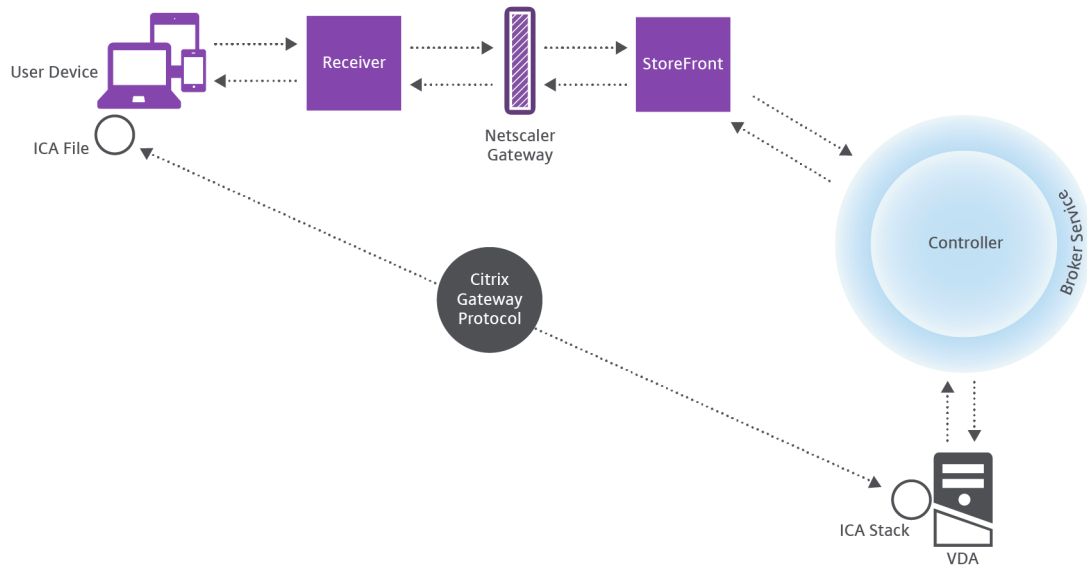 User Device
Receiver
StoreFront
Netscaler
Gateway
ICA File
Controller
Broker Service
Citrix
Gateway
Protocol
ICA Stack
VDA